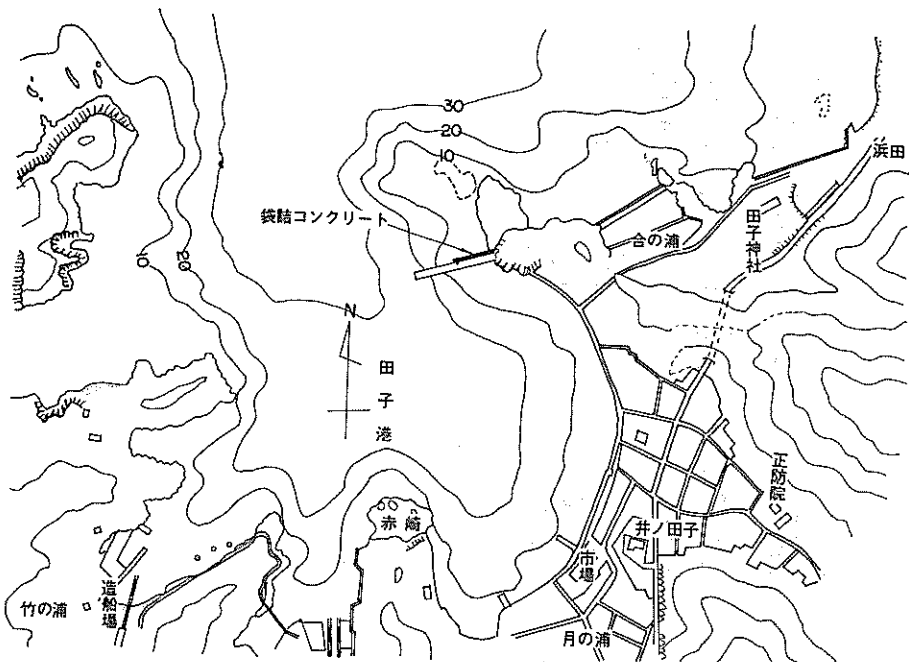 30
20
10
浜田
袋詰コンクリート
合の浦
田子神社
10
20
N
田子港
正防院
赤崎
井ノ田子
市場
造船場
竹の浦
月の浦